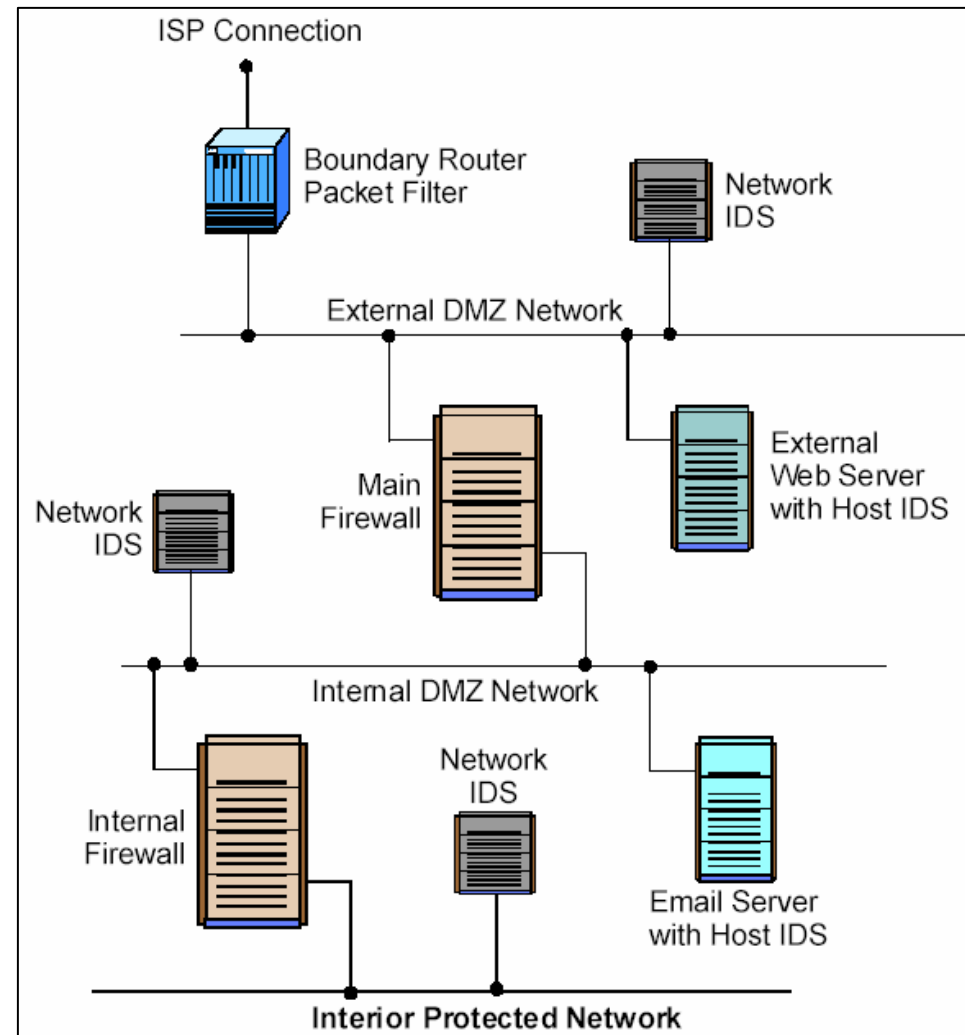 ISP Connection
Boundary Router
Packet Filter
Network
IDS
External DMZ Network
Main
Firewall
External
Web Server
with Host IDS
Network
IDS
Internal DMZ Network
Internal
Firewall
Network
IDS
Email Server
with Host IDS
Interior Protected Network